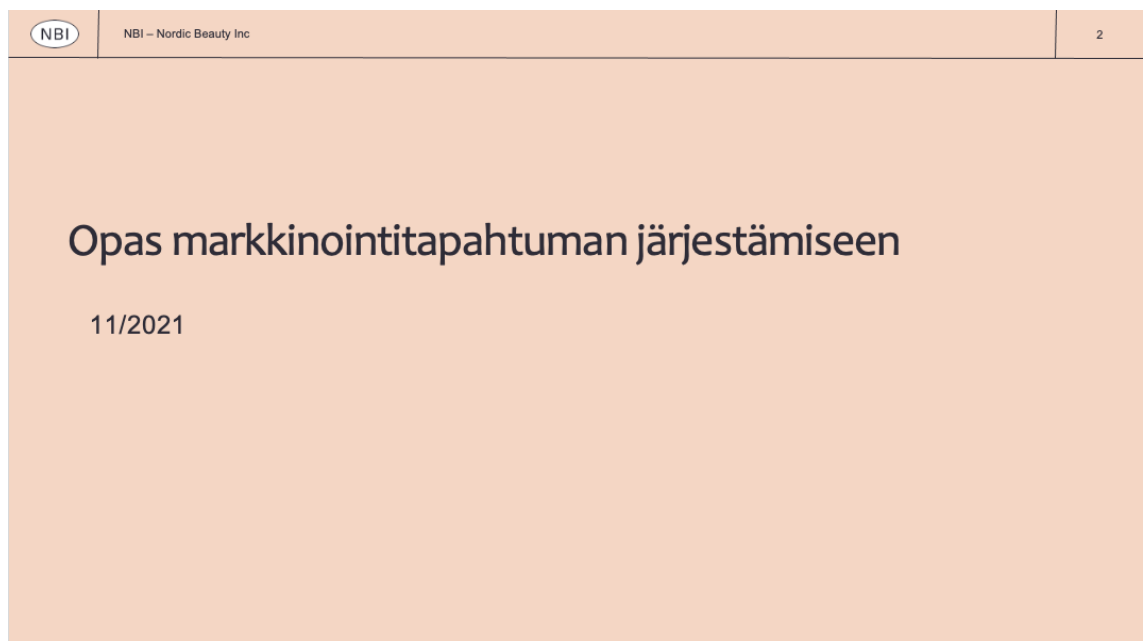 NBI
NBI – Nordic Beauty Inc
2
Opas markkinointitapahtuman järjestämiseen
11/2021